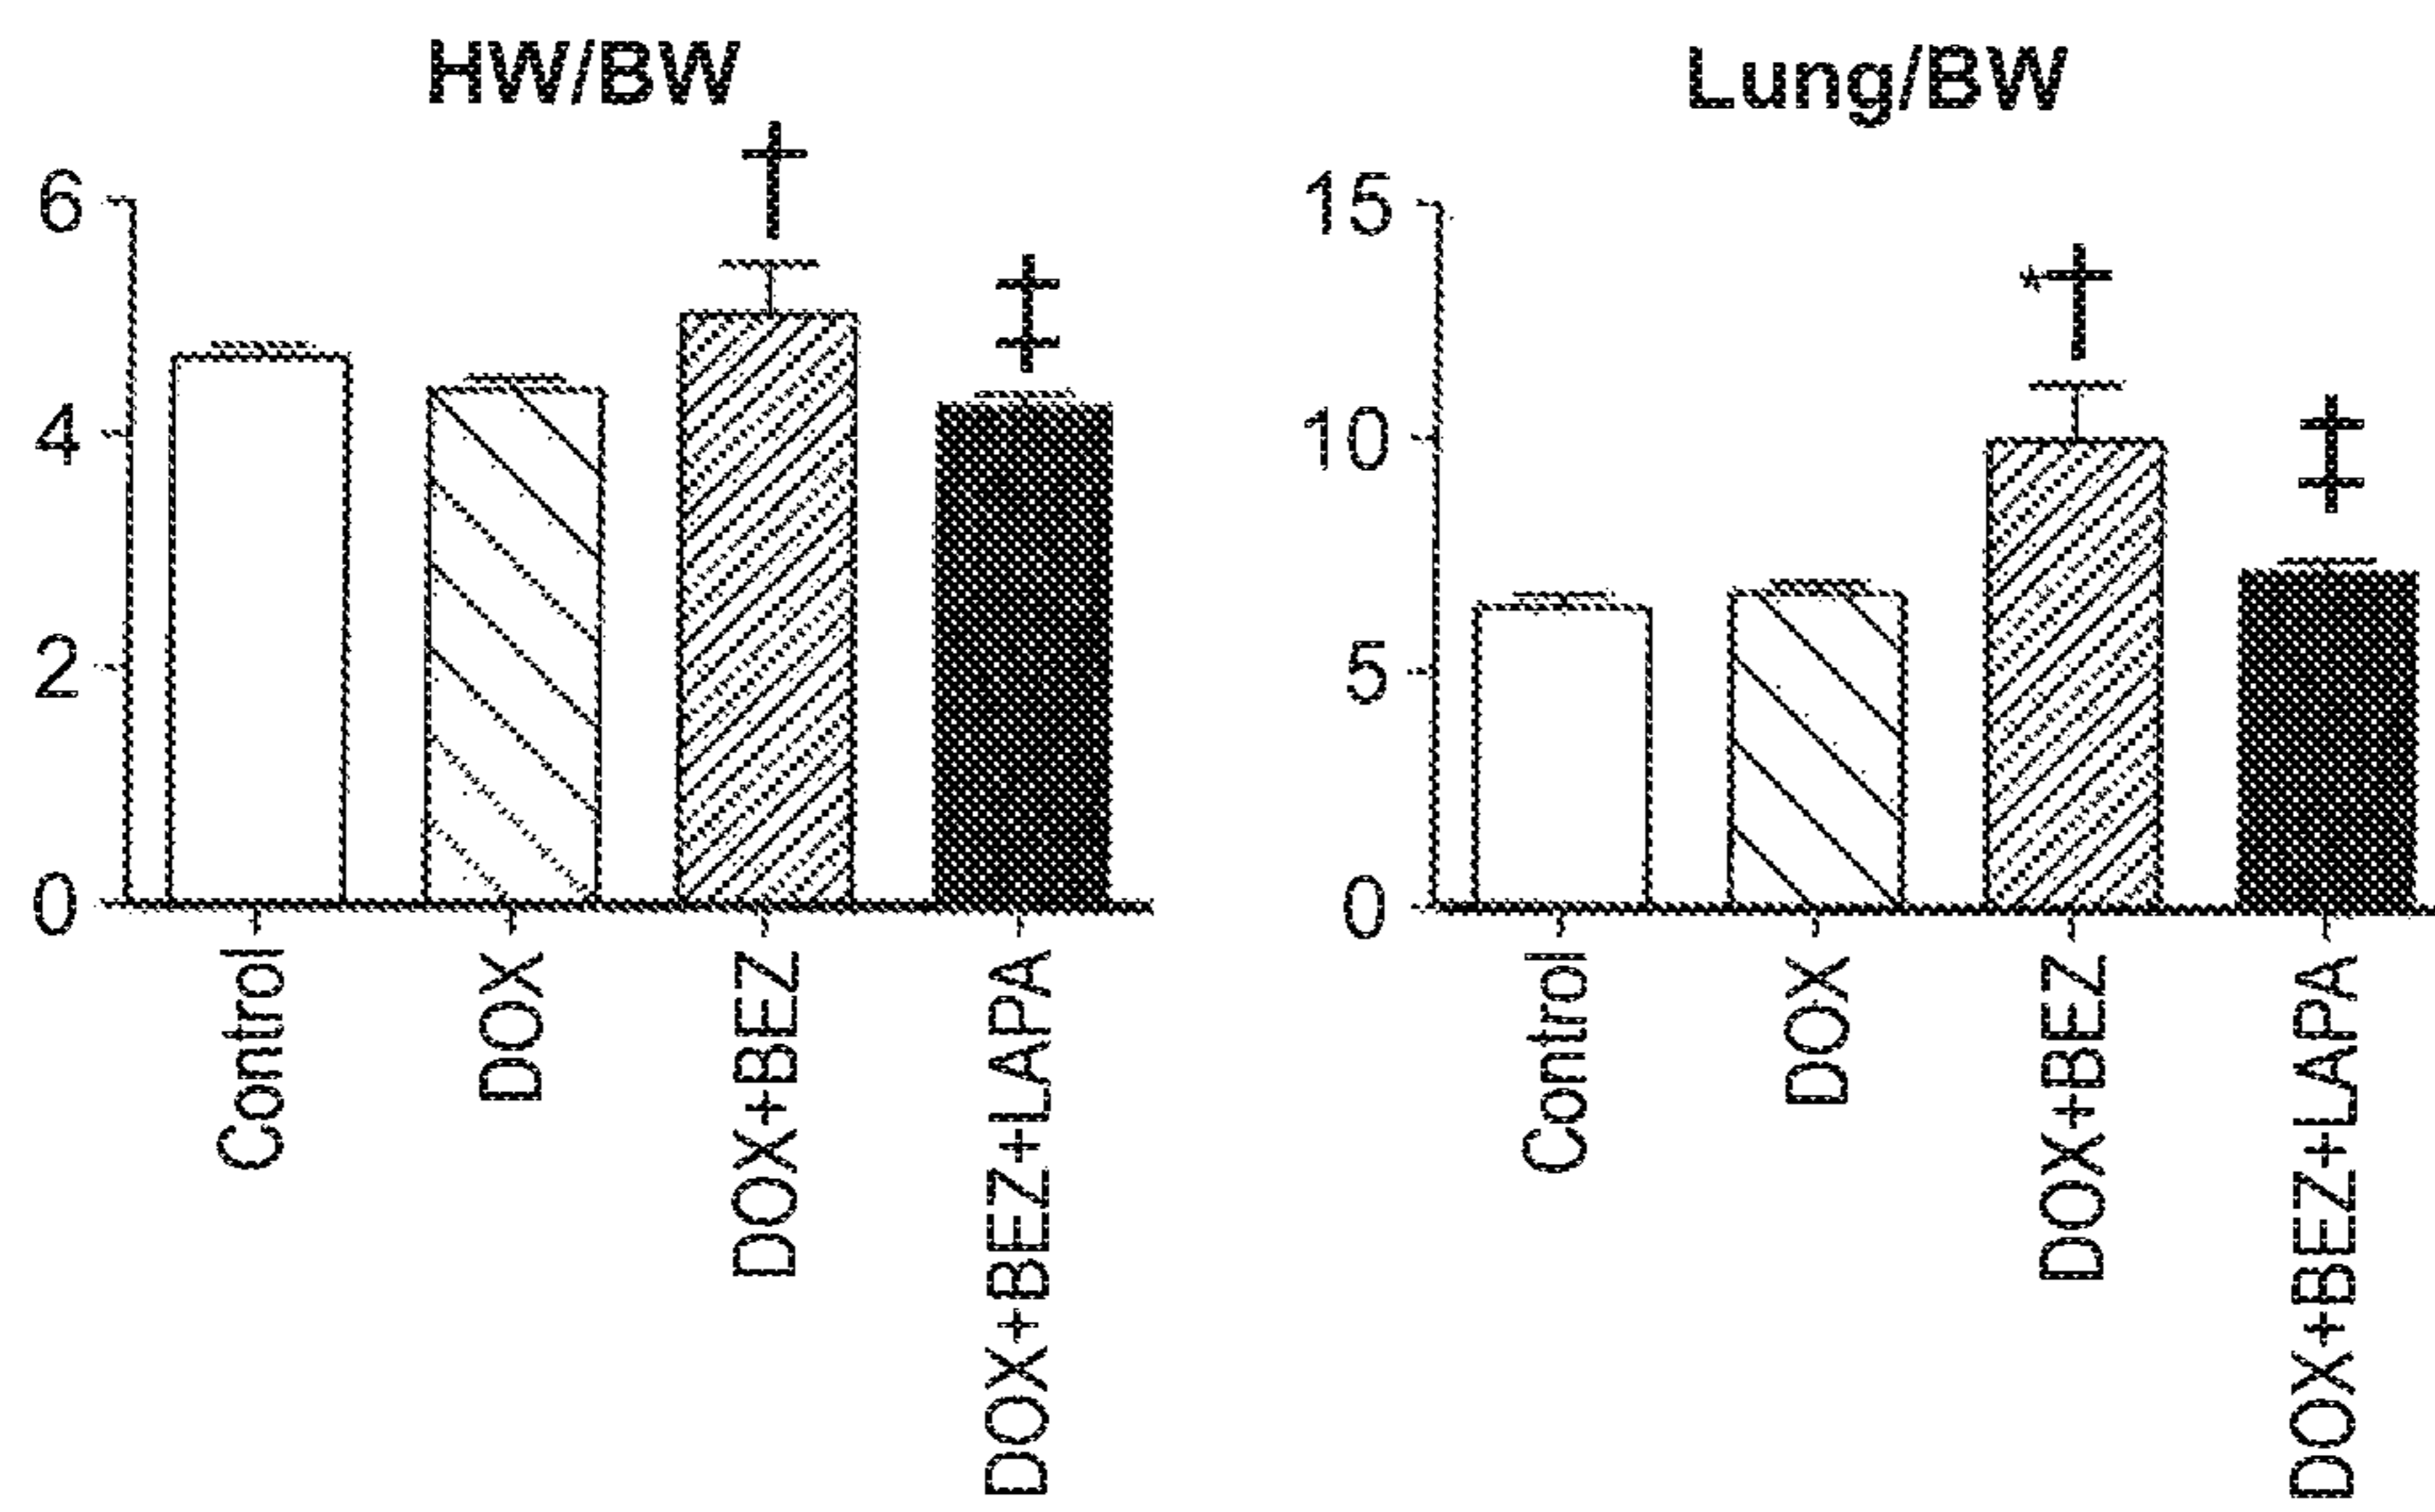 HW/BW
6
4
2
0
†
‡
Control
DOX
DOX+BEZ
DOX+BEZ+LAPA
Lung/BW
15
10
5
0
*†
‡
Control
DOX
DOX+BEZ
DOX+BEZ+LAPA